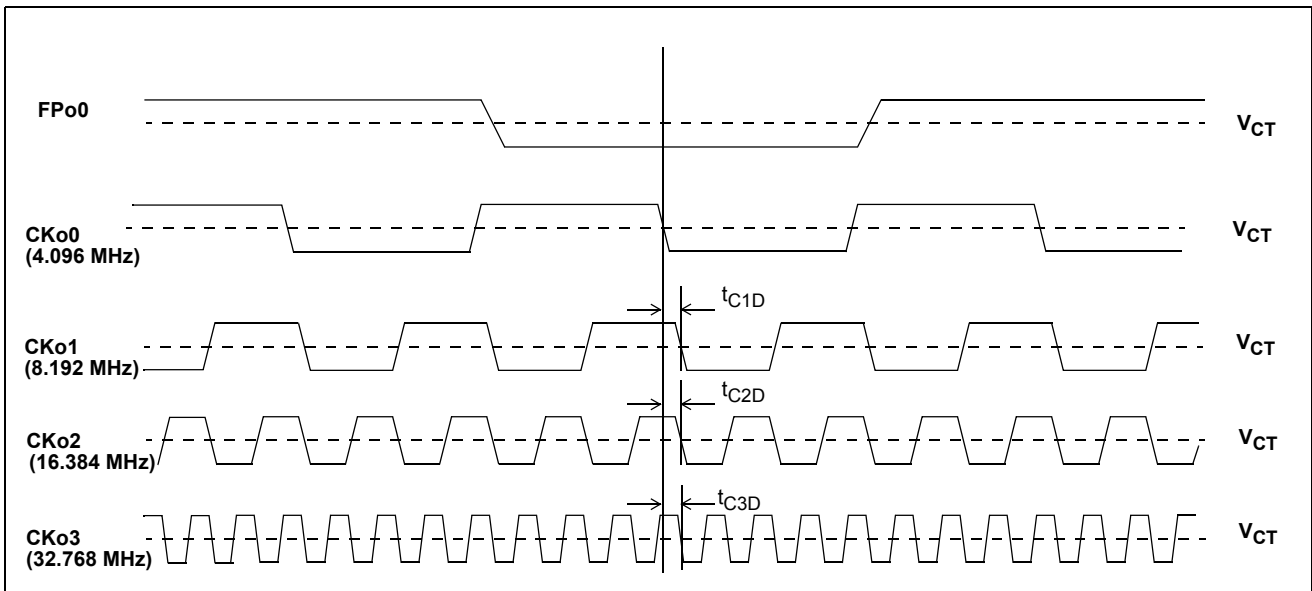 FPo0
VCT
CKo0
(4.096 MHz)
VCT
tC1D
CKo1
(8.192 MHz)
VCT
tC2D
CKo2
(16.384 MHz)
VCT
tC3D
CKo3
(32.768 MHz)
VCT